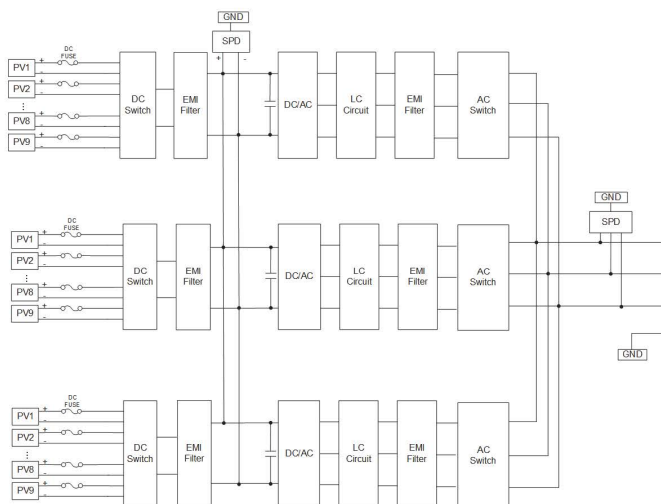 GND
SPD
+ -
DC
FUSE
PV1 + -
PV2 + -
⋮
PV8 + -
PV9 + -
DC
Switch
EMI
Filter
DC/AC
LC
Circuit
EMI
Filter
AC
Switch
GND
SPD
DC
FUSE
PV1 + -
PV2 + -
⋮
PV8 + -
PV9 + -
DC
Switch
EMI
Filter
DC/AC
LC
Circuit
EMI
Filter
AC
Switch
GND
DC
FUSE
PV1 + -
PV2 + -
⋮
PV8 + -
PV9 + -
DC
Switch
EMI
Filter
DC/AC
LC
Circuit
EMI
Filter
AC
Switch